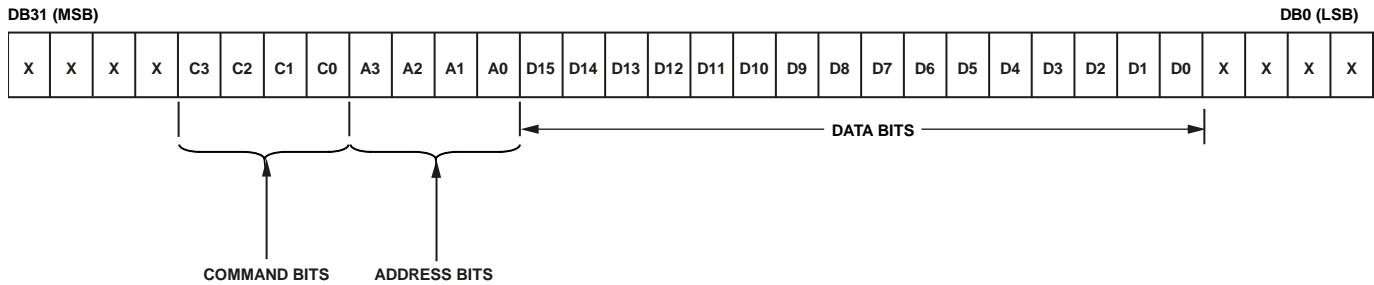 DB31 (MSB) DB0 (LSB)
X X X X C3 C2 C1 C0 A3 A2 A1 A0 D15 D14 D13 D12 D11 D10 D9 D8 D7 D6 D5 D4 D3 D2 D1 D0 X X X X
DATA BITS
COMMAND BITS ADDRESS BITS